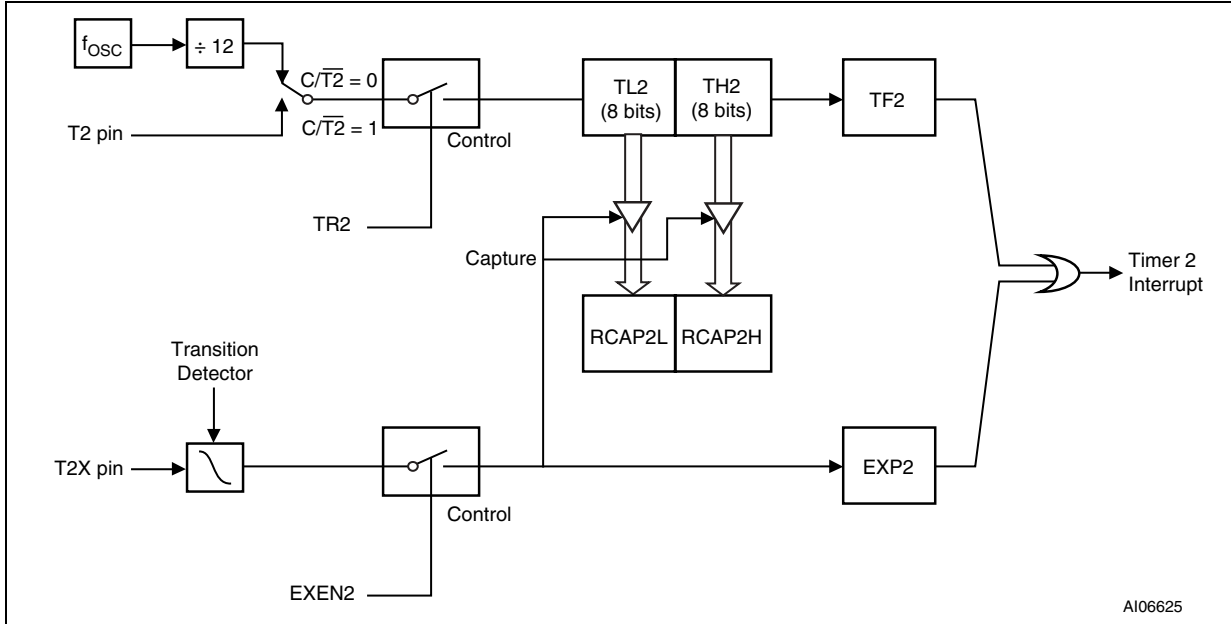 fOSC
÷ 12
C/T2̅ = 0
T2 pin
C/T2̅ = 1
Control
TR2
TL2
(8 bits)
TH2
(8 bits)
TF2
Capture
Timer 2
Interrupt
RCAP2L
RCAP2H
Transition
Detector
T2X pin
Control
EXP2
EXEN2
AI06625